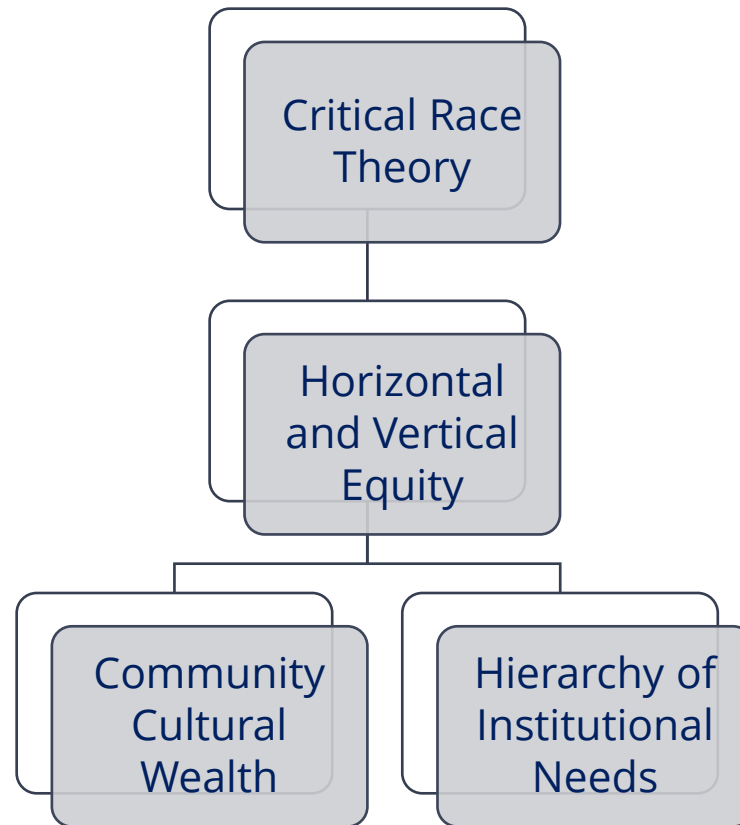 Critical Race
Theory
Horizontal
and Vertical
Equity
Community
Cultural
Wealth
Hierarchy of
Institutional
Needs